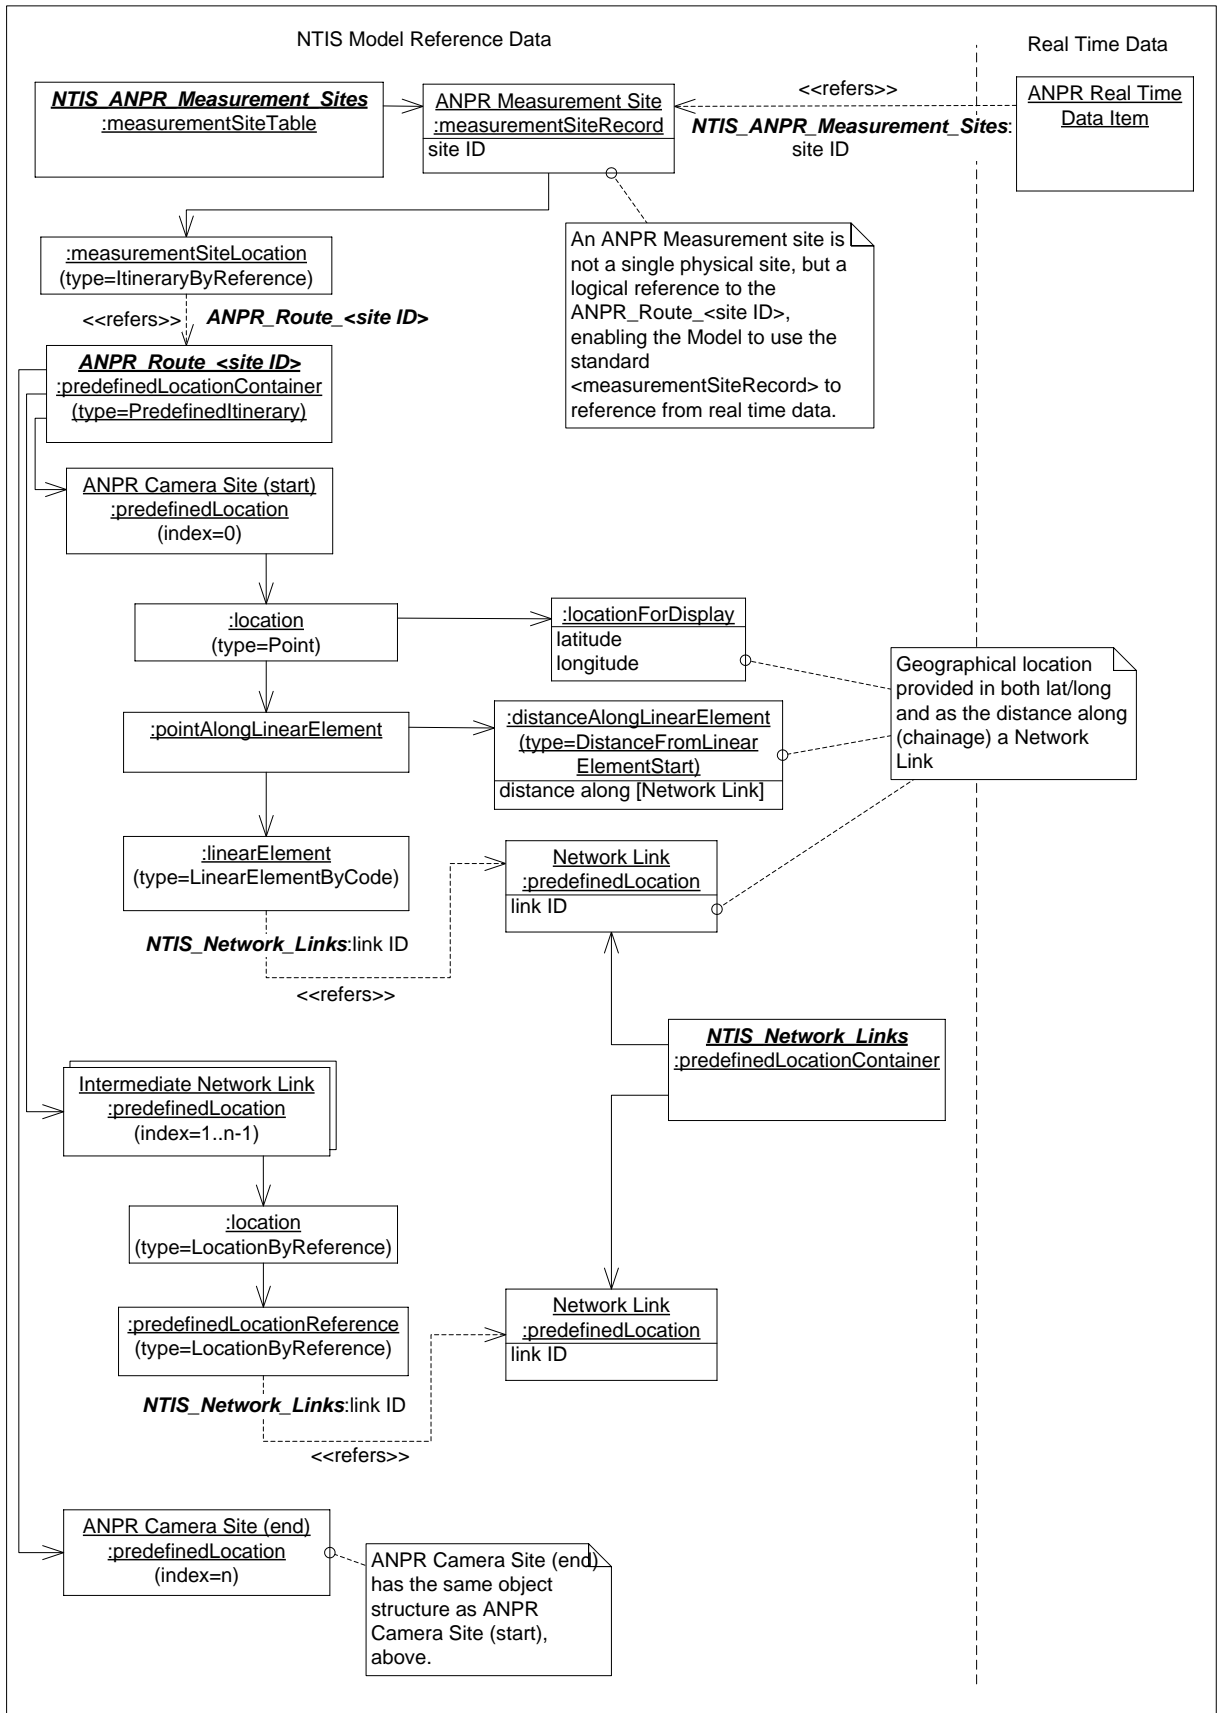 NTIS Model Reference Data
Real Time Data
NTIS_ANPR_Measurement_Sites
:measurementSiteTable
ANPR Measurement Site
:measurementSiteRecord
site ID
<<refers>>
NTIS_ANPR_Measurement_Sites:
site ID
ANPR Real Time
Data Item
:measurementSiteLocation
(type=ItineraryByReference)
An ANPR Measurement site is
not a single physical site, but a
logical reference to the
ANPR_Route_<site ID>,
enabling the Model to use the
standard
<measurementSiteRecord> to
reference from real time data.
<<refers>>
ANPR_Route_<site ID>
ANPR_Route_<site ID>
:predefinedLocationContainer
(type=PredefinedItinerary)
ANPR Camera Site (start)
:predefinedLocation
(index=0)
:location
(type=Point)
:locationForDisplay
latitude
longitude
Geographical location
provided in both lat/long
and as the distance along
(chainage) a Network
Link
:pointAlongLinearElement
:distanceAlongLinearElement
(type=DistanceFromLinear
ElementStart)
distance along [Network Link]
:linearElement
(type=LinearElementByCode)
Network Link
:predefinedLocation
link ID
NTIS_Network_Links:link ID
<<refers>>
NTIS_Network_Links
:predefinedLocationContainer
Intermediate Network Link
:predefinedLocation
(index=1..n-1)
:location
(type=LocationByReference)
:predefinedLocationReference
(type=LocationByReference)
Network Link
:predefinedLocation
link ID
NTIS_Network_Links:link ID
<<refers>>
ANPR Camera Site (end)
:predefinedLocation
(index=n)
ANPR Camera Site (end)
has the same object
structure as ANPR
Camera Site (start),
above.